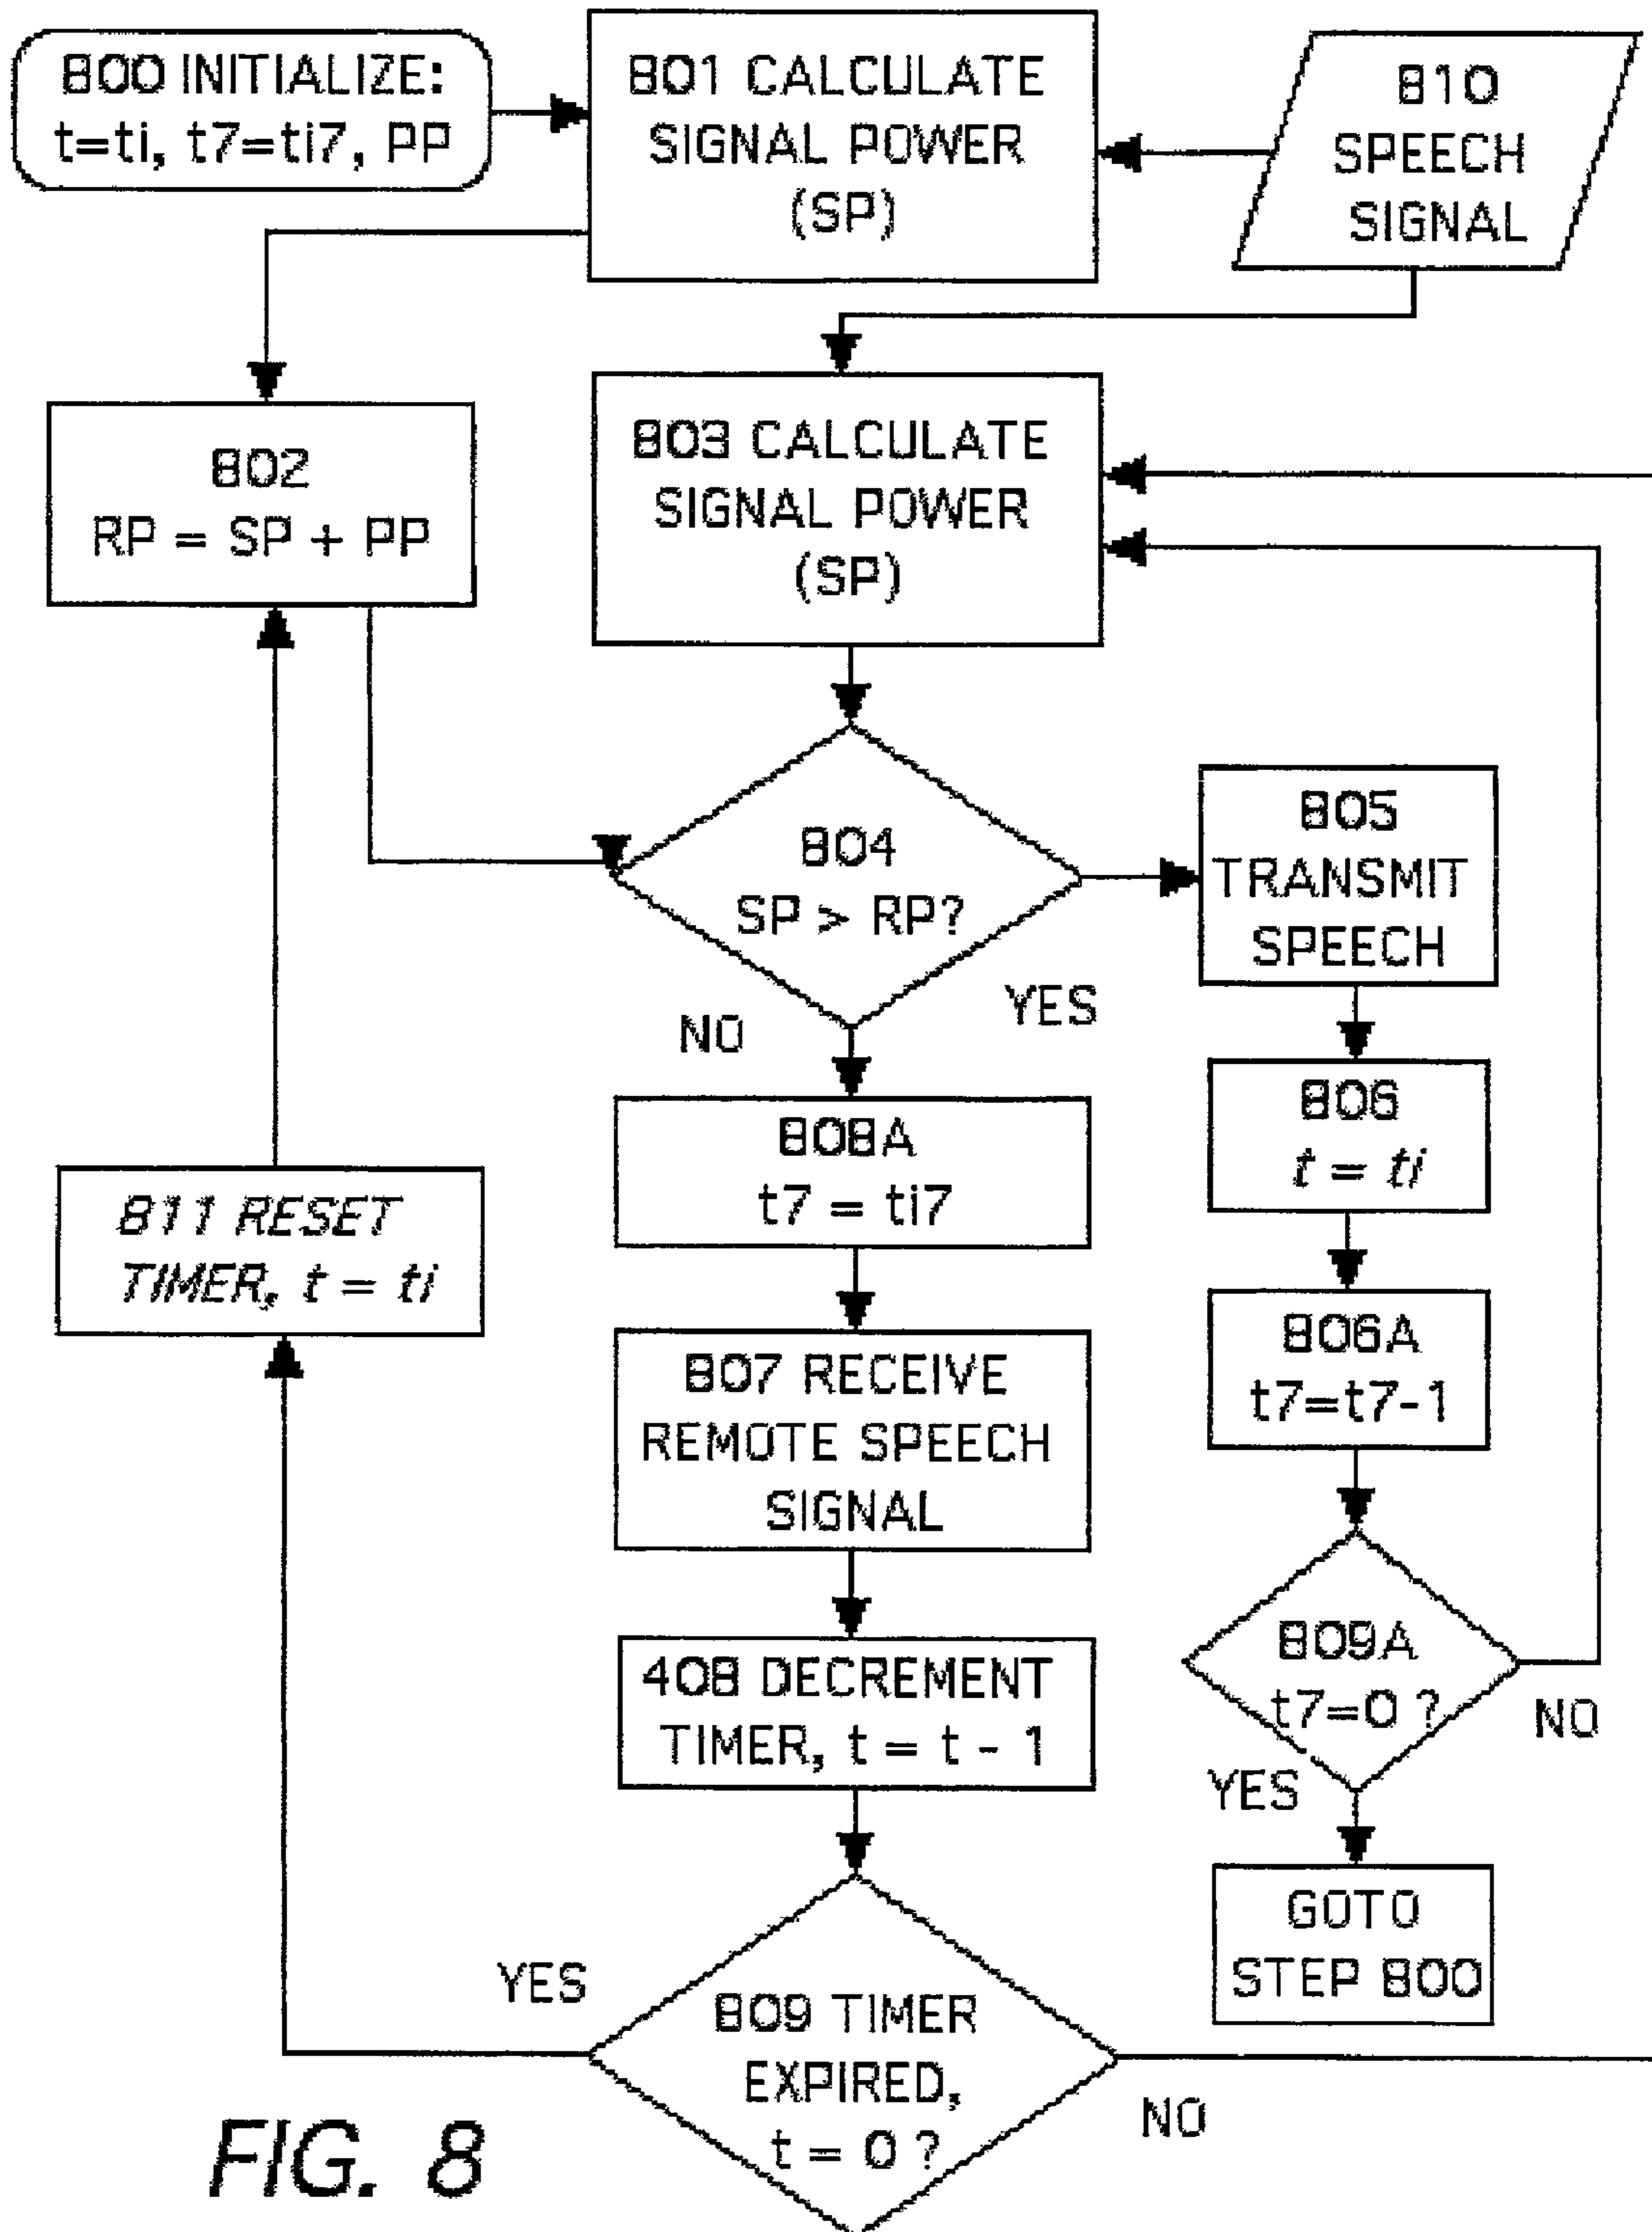 800 INITIALIZE:
t=ti, t7=ti7, PP
801 CALCULATE
SIGNAL POWER
(SP)
810
SPEECH
SIGNAL
802
RP = SP + PP
803 CALCULATE
SIGNAL POWER
(SP)
804
SP > RP?
805
TRANSMIT
SPEECH
YES
NO
806
t = ti
808A
t7 = ti7
811 RESET
TIMER, t = ti
806A
t7=t7-1
807 RECEIVE
REMOTE SPEECH
SIGNAL
809A
t7=0 ?
NO
YES
408 DECREMENT
TIMER, t = t - 1
GOTO
STEP 800
YES
809 TIMER
EXPIRED,
t = 0 ?
NO
FIG. 8